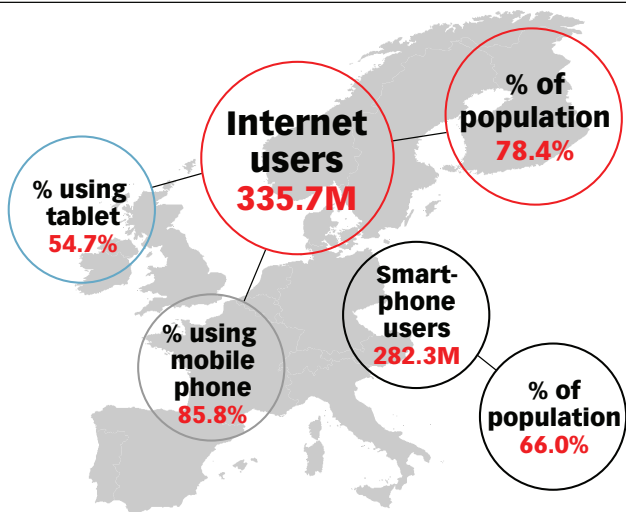 Internet
users
335.7M
% of
population
78.4%
% using
tablet
54.7%
% using
mobile
phone
85.8%
Smart-
phone
users
282.3M
% of
population
66.0%